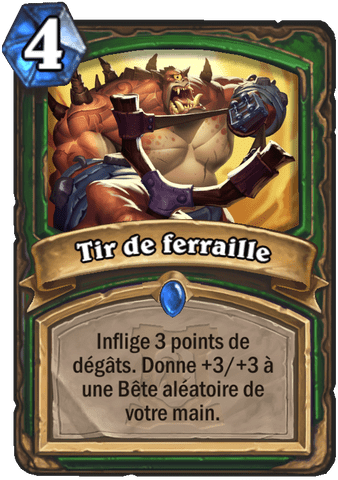 4
Tir de ferraille
Inflige 3 points de
dégâts. Donne +3/+3 à
une Bête aléatoire de
votre main.